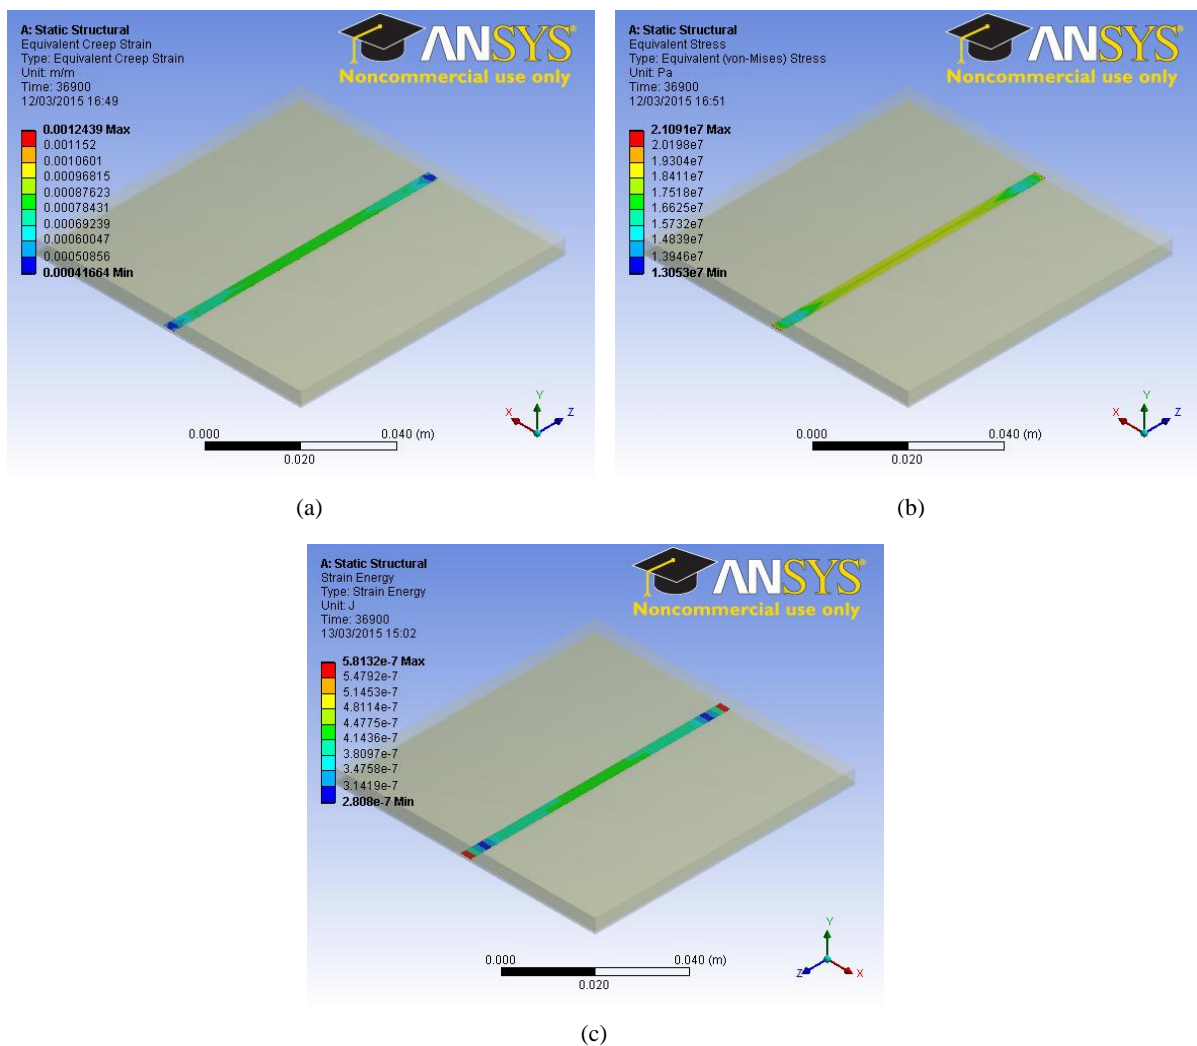 A: Static Structural
Equivalent Creep Strain
Type: Equivalent Creep Strain
Unit: m/m
Time: 36900
12/03/2015 16:49
ANSYS
Noncommercial use only
0.0012439 Max
0.001152
0.0010601
0.00096815
0.00087623
0.00078431
0.00069239
0.00060047
0.00050856
0.00041664 Min
0.000
0.040 (m)
0.020
X
Y
Z
(a)
A: Static Structural
Equivalent Stress
Type: Equivalent (von-Mises) Stress
Unit: Pa
Time: 36900
12/03/2015 16:51
ANSYS
Noncommercial use only
2.1091e7 Max
2.0198e7
1.9304e7
1.8411e7
1.7518e7
1.6625e7
1.5732e7
1.4839e7
1.3946e7
1.3053e7 Min
0.000
0.040 (m)
0.020
X
Y
Z
(b)
A: Static Structural
Strain Energy
Type: Strain Energy
Unit: J
Time: 36900
13/03/2015 15:02
ANSYS
Noncommercial use only
5.8132e-7 Max
5.4792e-7
5.1453e-7
4.8114e-7
4.4775e-7
4.1436e-7
3.8097e-7
3.4758e-7
3.1419e-7
2.808e-7 Min
0.000
0.040 (m)
0.020
Y
Z
X
(c)